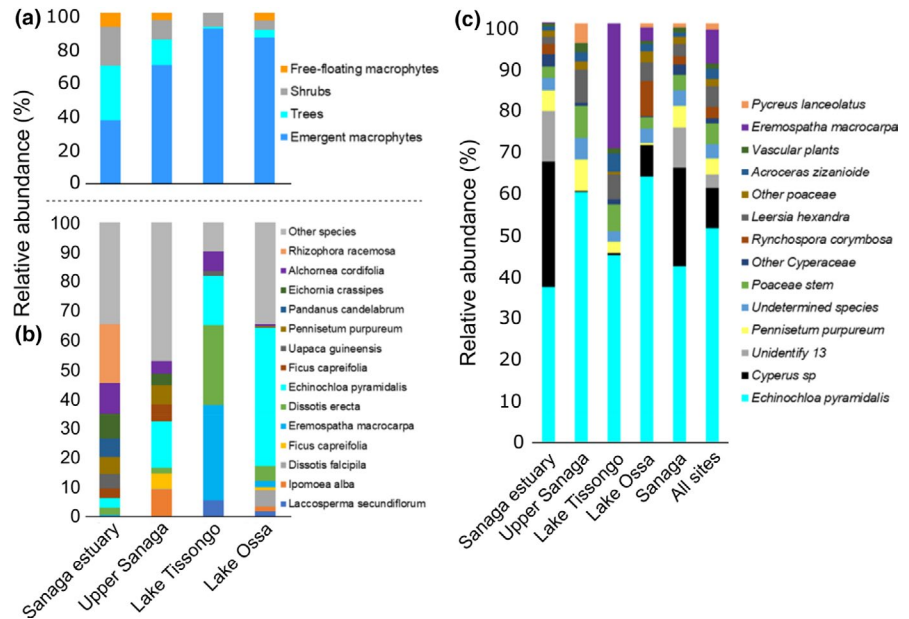 (a)
100
80
60
40
20
0
Free-floating macrophytes
Shrubs
Trees
Emergent macrophytes
Relative abundance (%)
(b)
100
90
80
70
60
50
40
30
20
10
0
Other species
Rhizophora racemosa
Alchornea cordifolia
Eichornia crassipes
Pandanus candelabrum
Pennisetum purpureum
Uapaca guineensis
Ficus capreifolia
Echinochloa pyramidalis
Dissotis erecta
Eremospatha macrocarpa
Ficus capreifolia
Dissotis falcipila
Ipomoea alba
Laccosperma secundiflorum
Sanaga estuary
Upper Sanaga
Lake Tissongo
Lake Ossa
(c)
100
90
80
70
60
50
40
30
20
10
0
Relative abundance (%)
Pycreus lanceolatus
Eremospatha macrocarpa
Vascular plants
Acroceras zizanioide
Other poaceae
Leersia hexandra
Rynchospora corymbosa
Other Cyperaceae
Poaceae stem
Undetermined species
Pennisetum purpureum
Unidentify 13
Cyperus sp
Echinochloa pyramidalis
Sanaga estuary
Upper Sanaga
Lake Tissongo
Lake Ossa
Sanaga
All sites